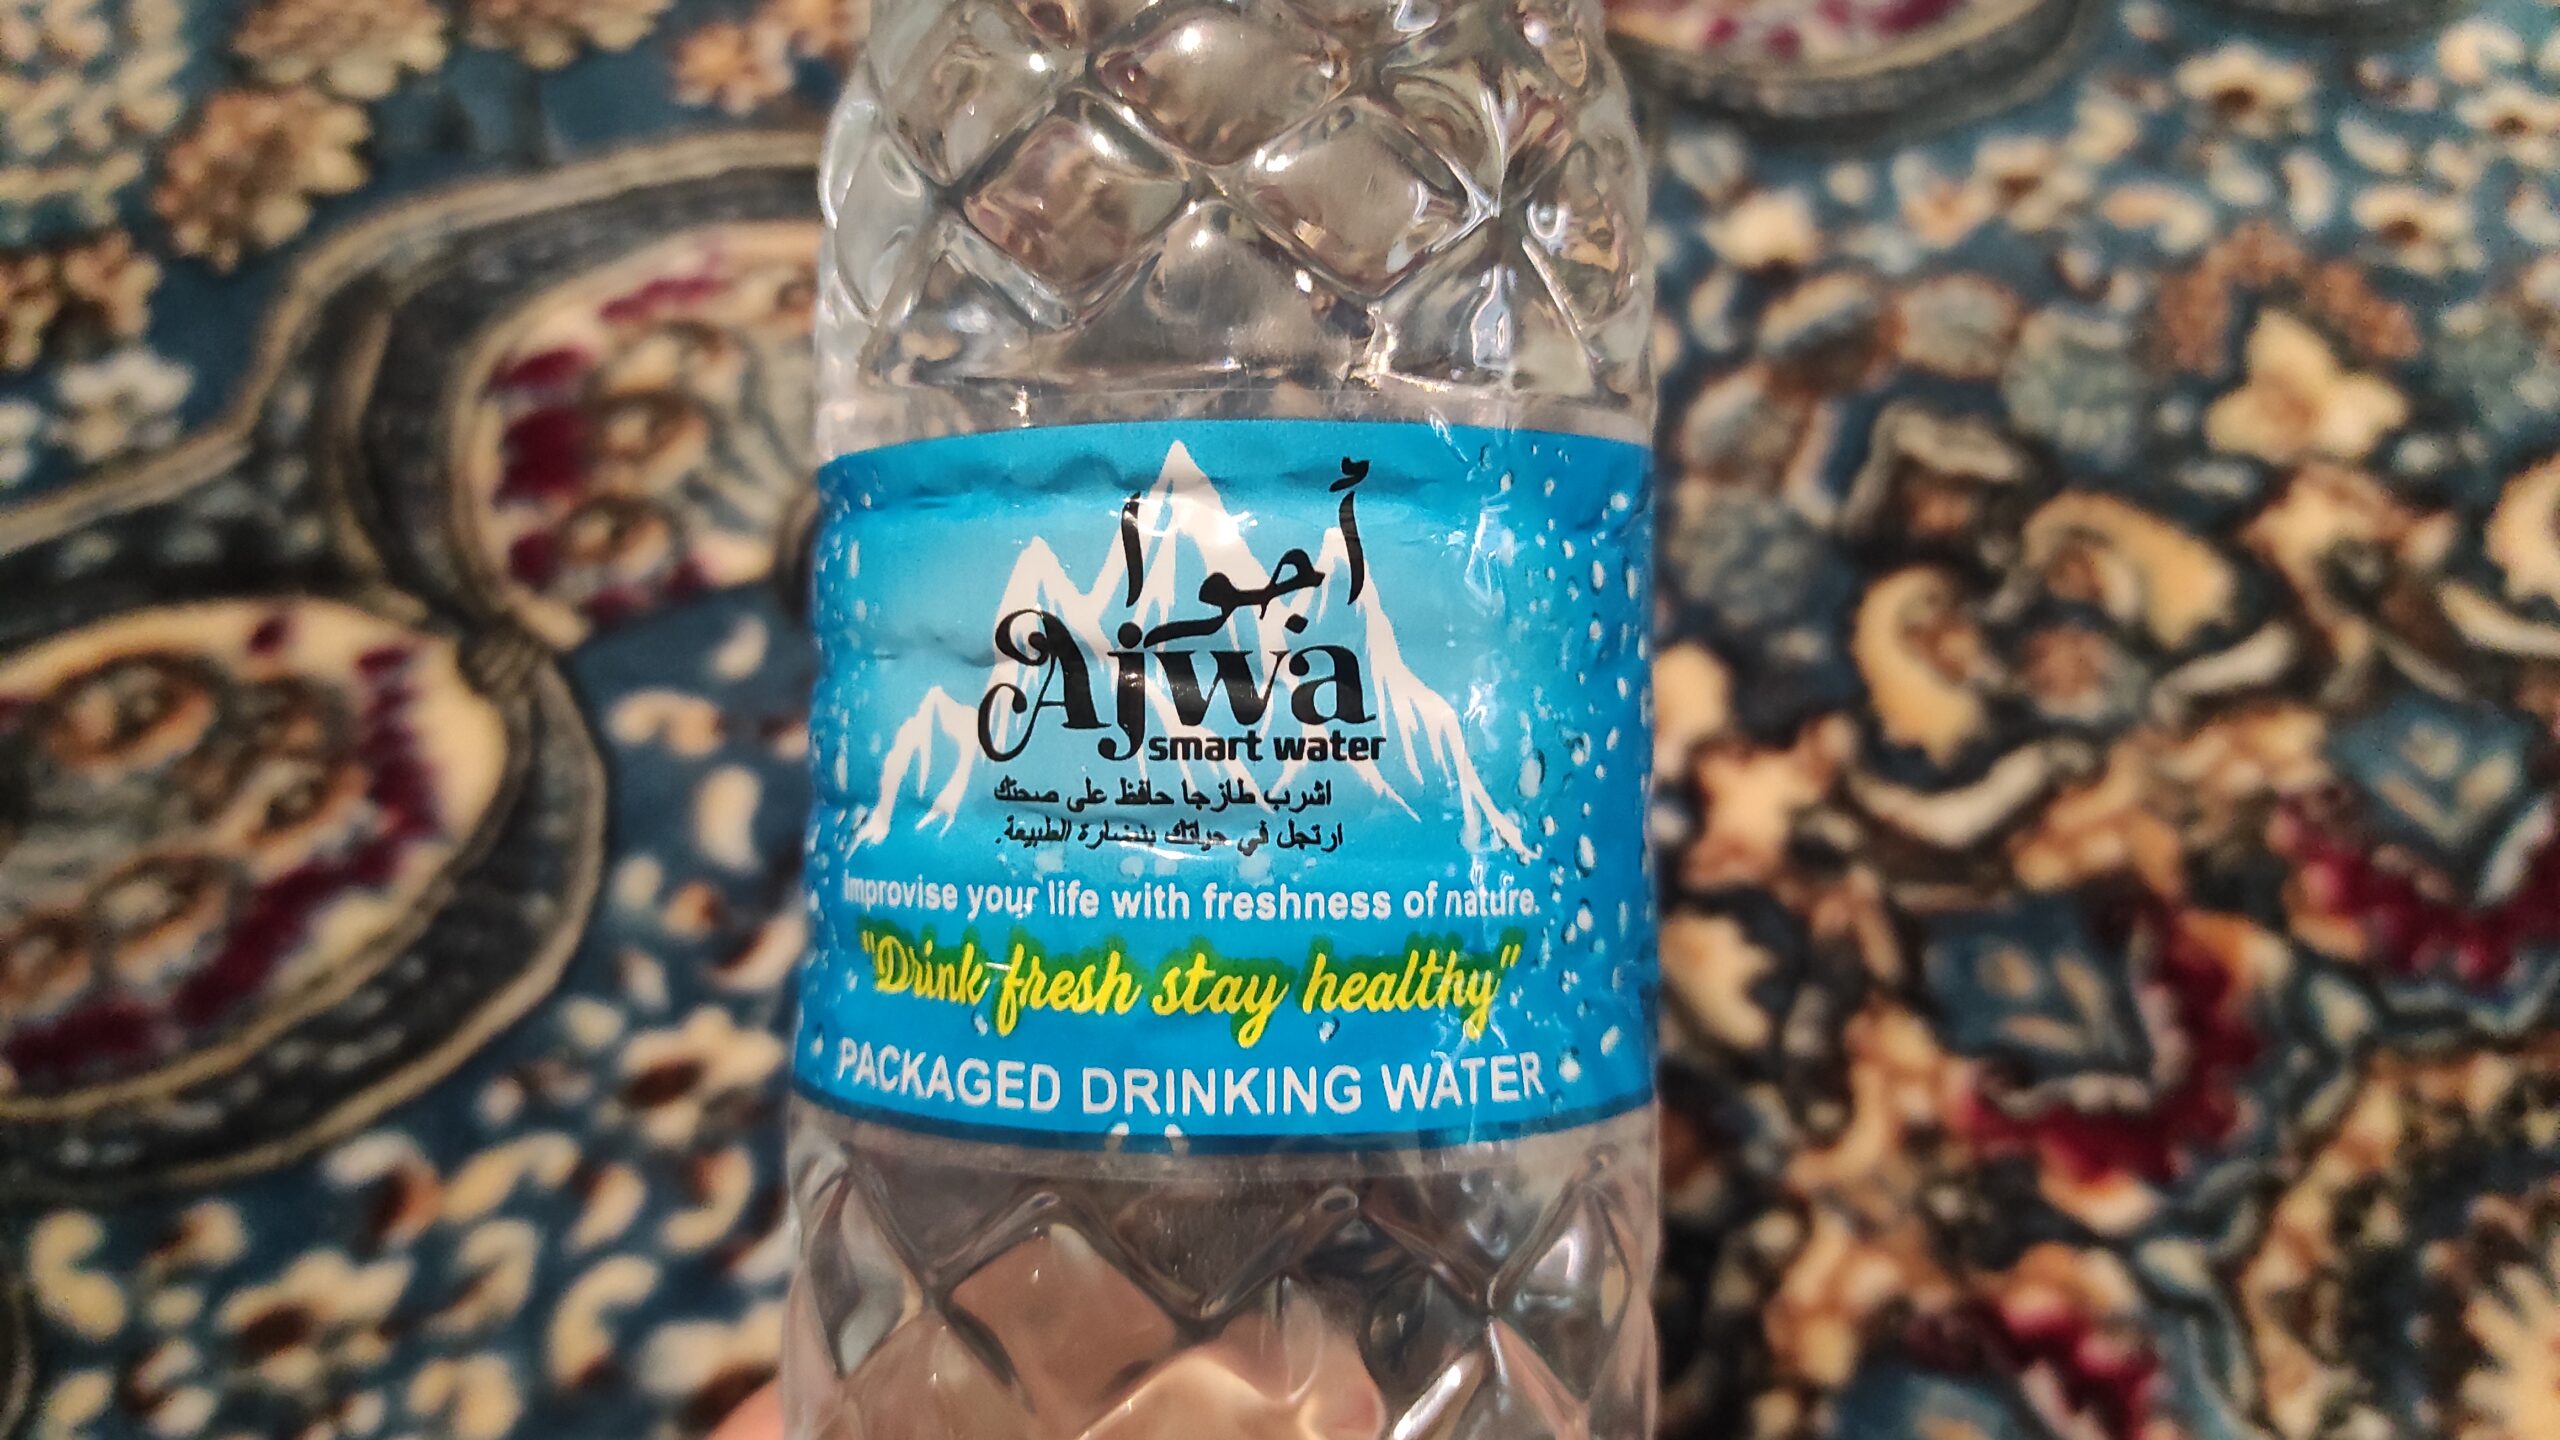 أجوا
Ajwa
smart water
اشرب طازجا حافظ على صحتك
ارتجل في حياتك بنضارة الطبيعة.
improvise your life with freshness of nature.
"Drink fresh stay healthy"
PACKAGED DRINKING WATER